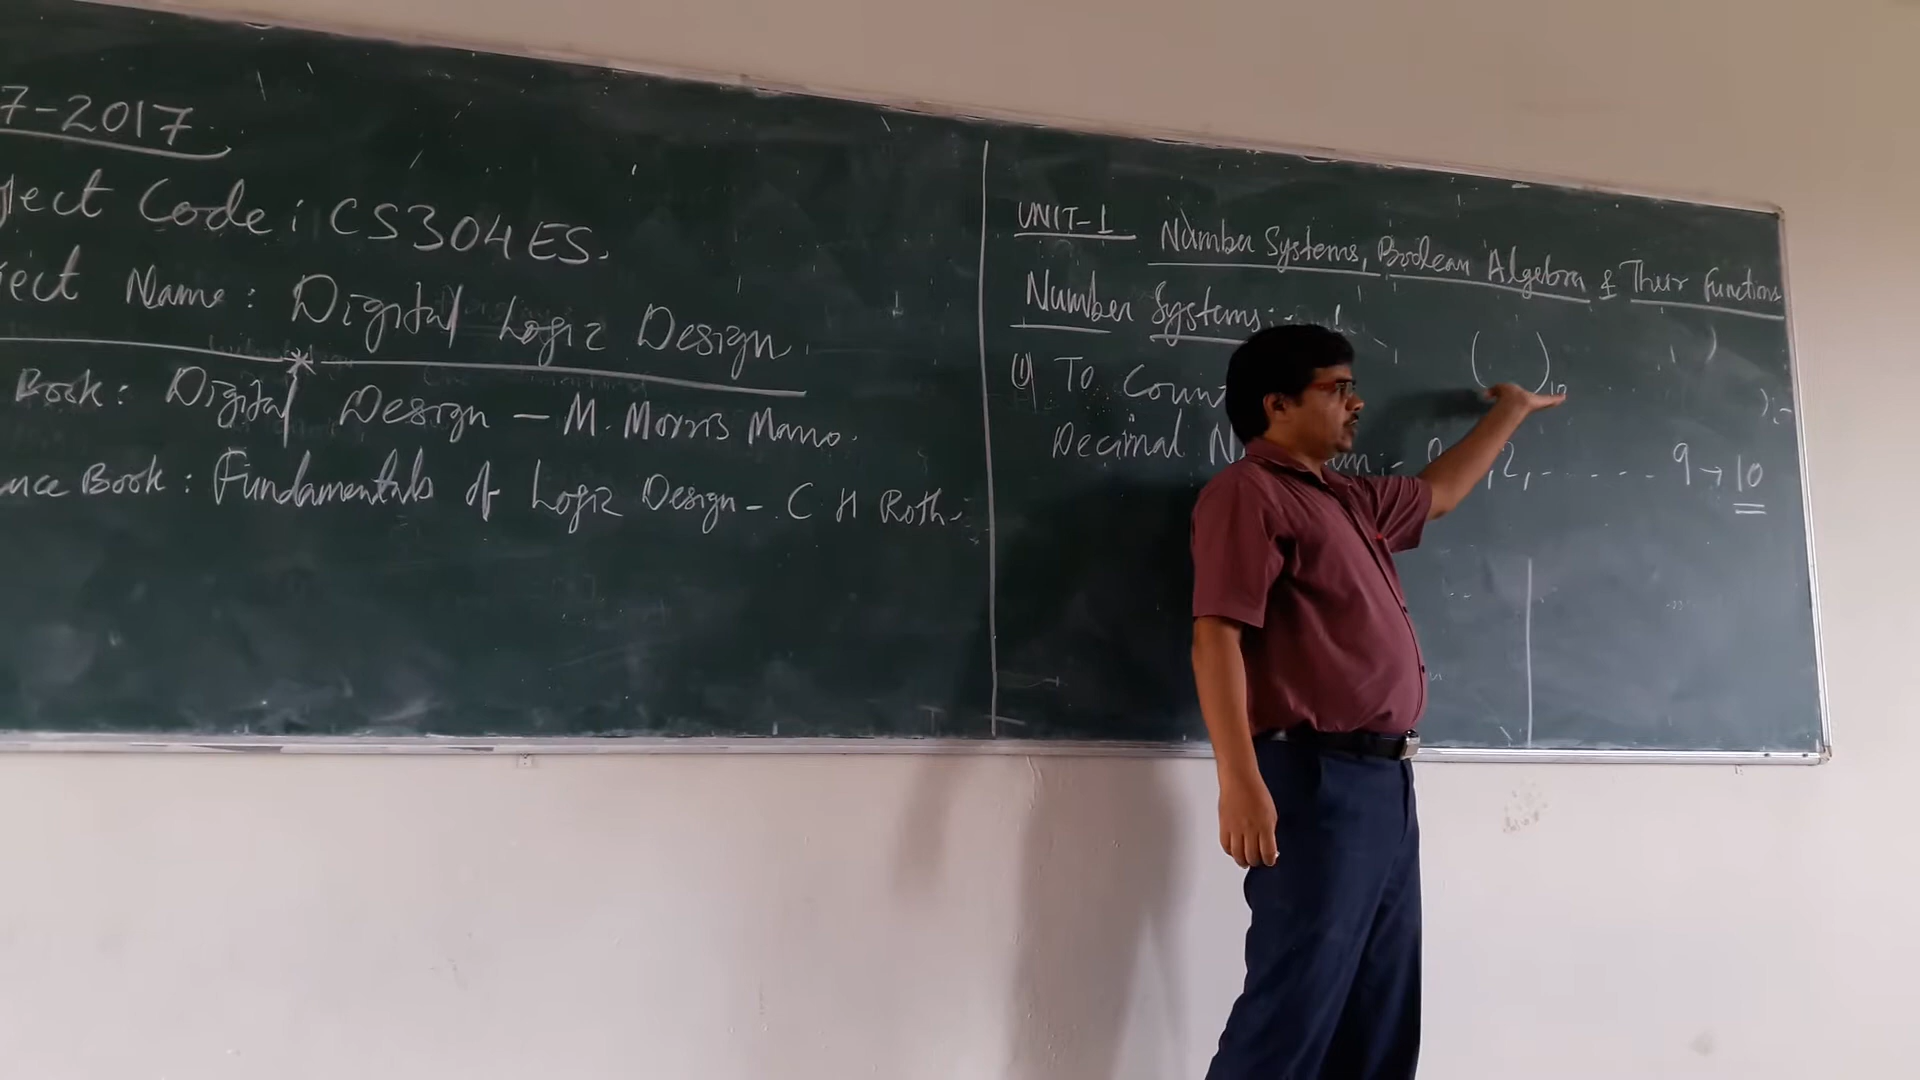 7-2017
ject Code: CS304ES.
ject Name: Digital Logic Design.
Book: Digital Design - M. Morris Mano.
nce Book: Fundamentals of Logic Design - C H Roth.
UNIT-1 Number Systems, Boolean Algebra & Their functions
Number Systems:-
(1) To Coun
( )10
Decimal N 2, ....... 9 → 10